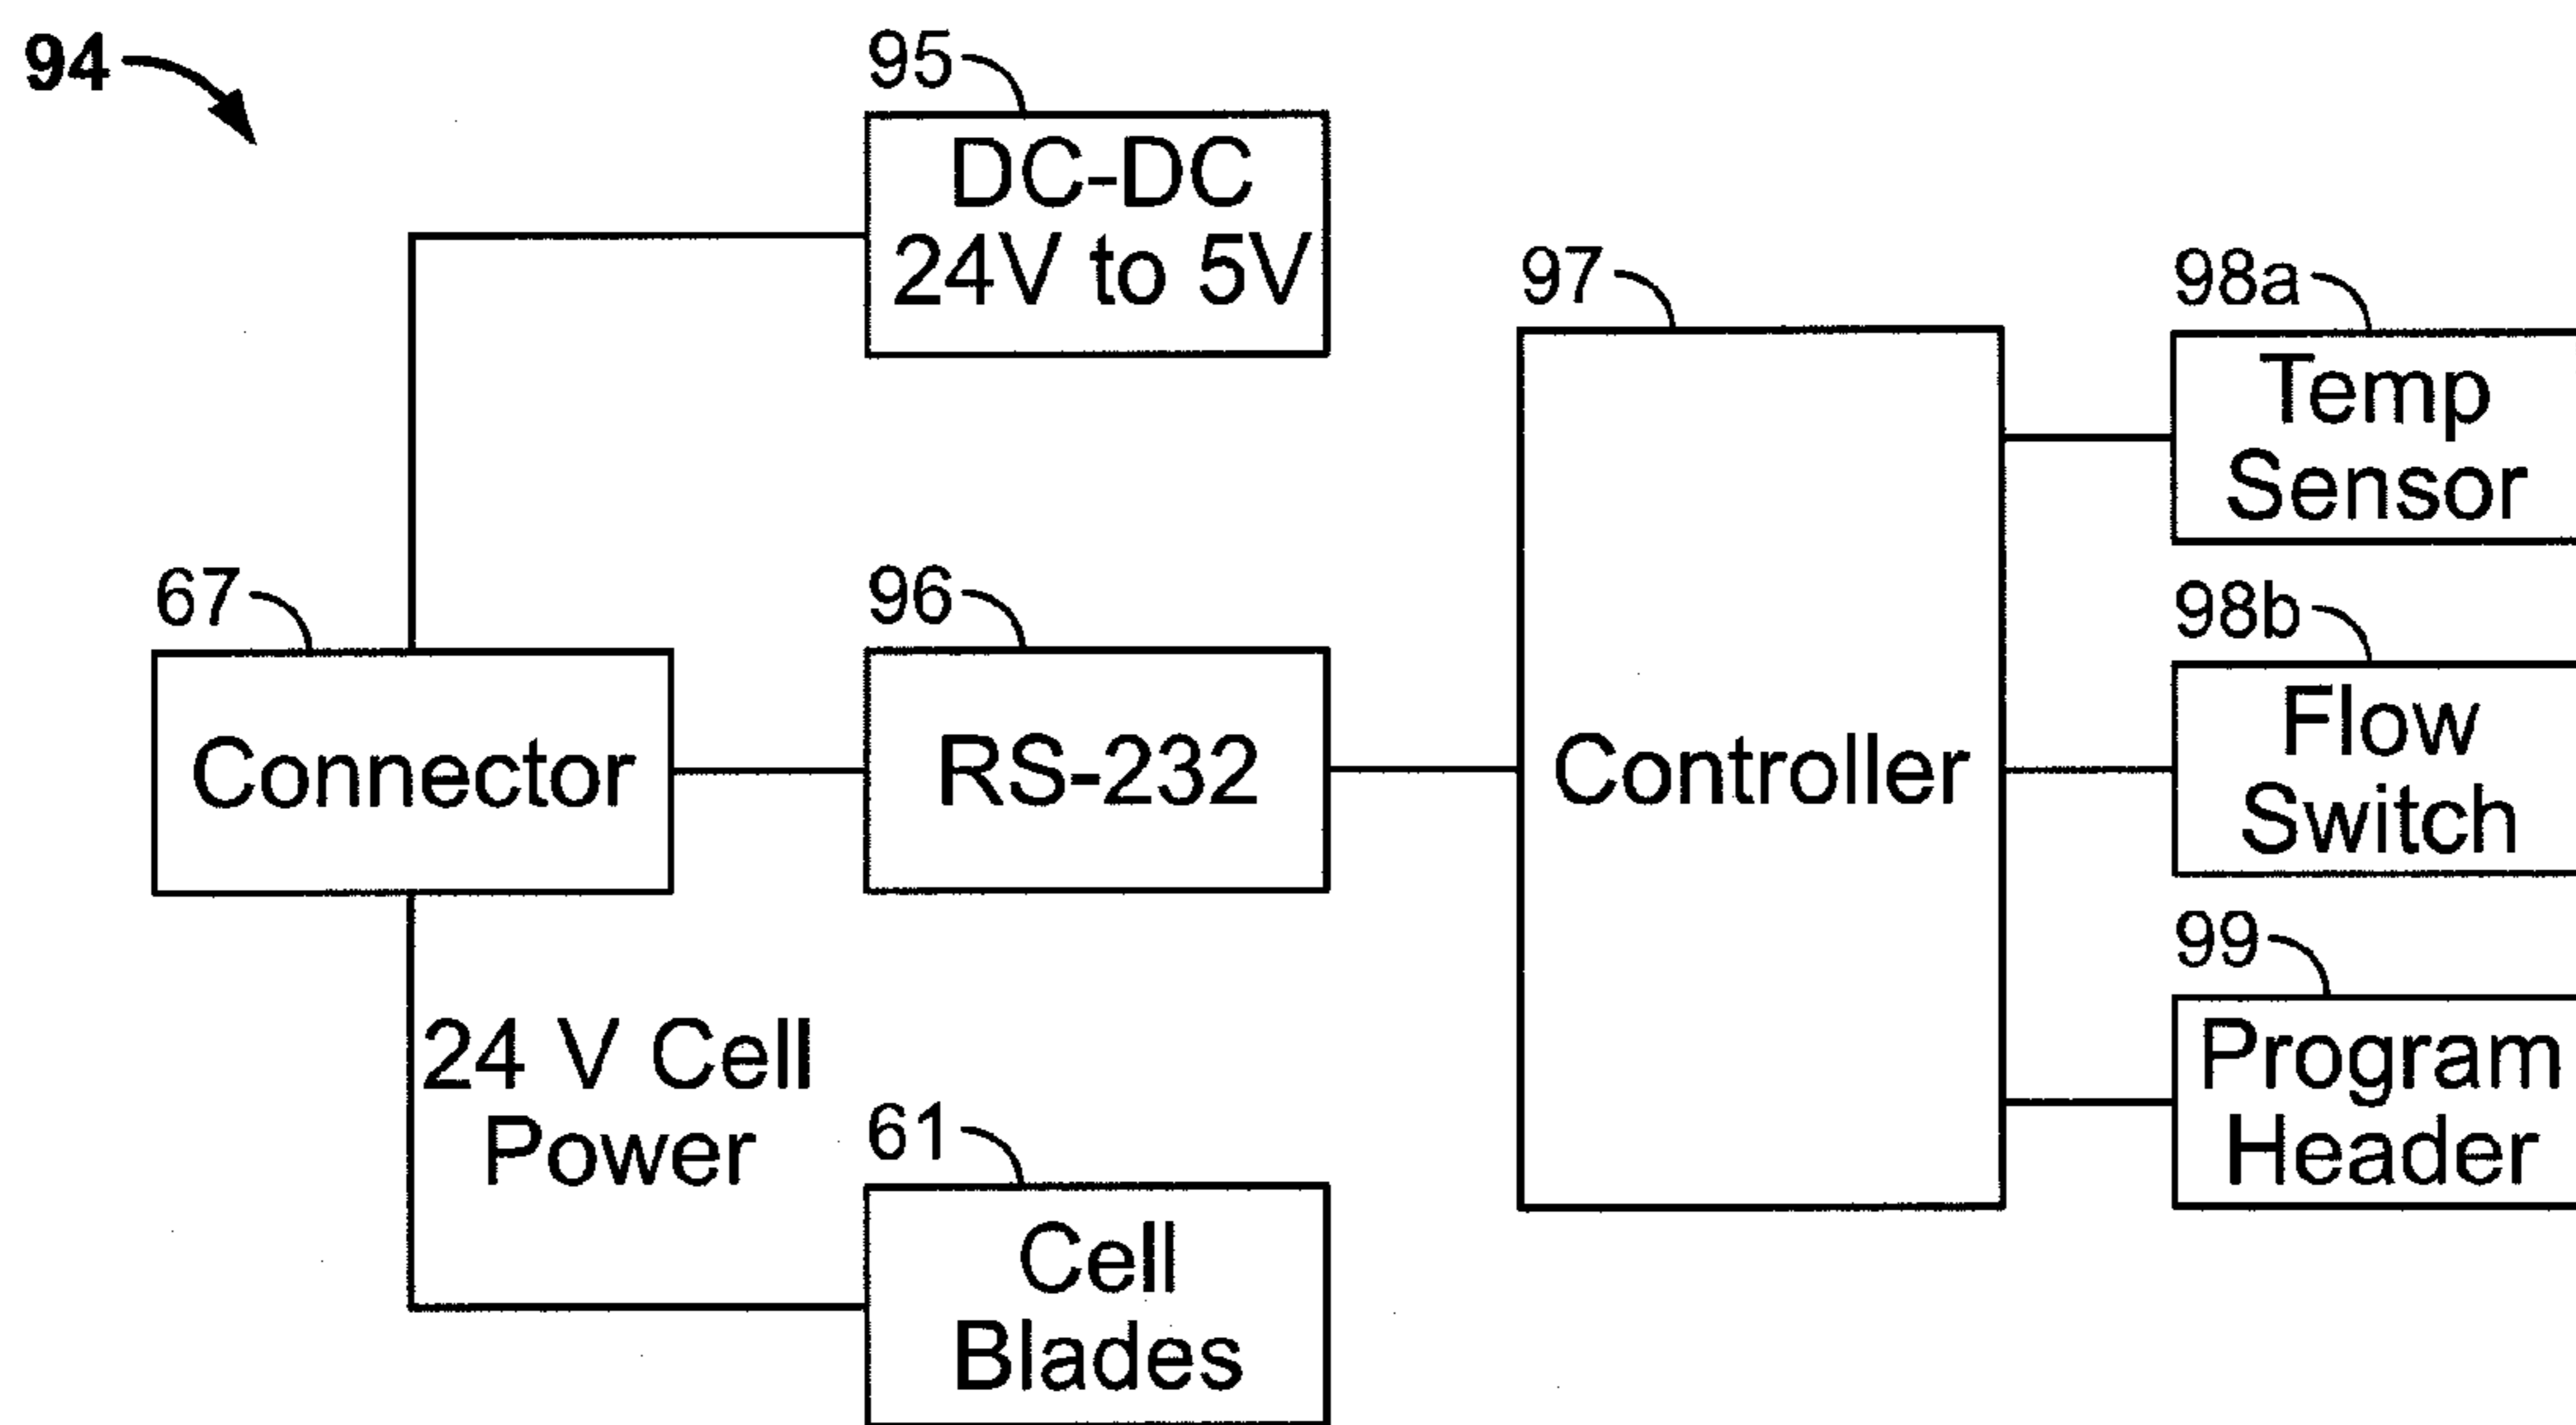 94
95
DC-DC
24V to 5V
97
98a
Temp
Sensor
67
Connector
96
RS-232
Controller
98b
Flow
Switch
24 V Cell
Power
61
Cell
Blades
99
Program
Header